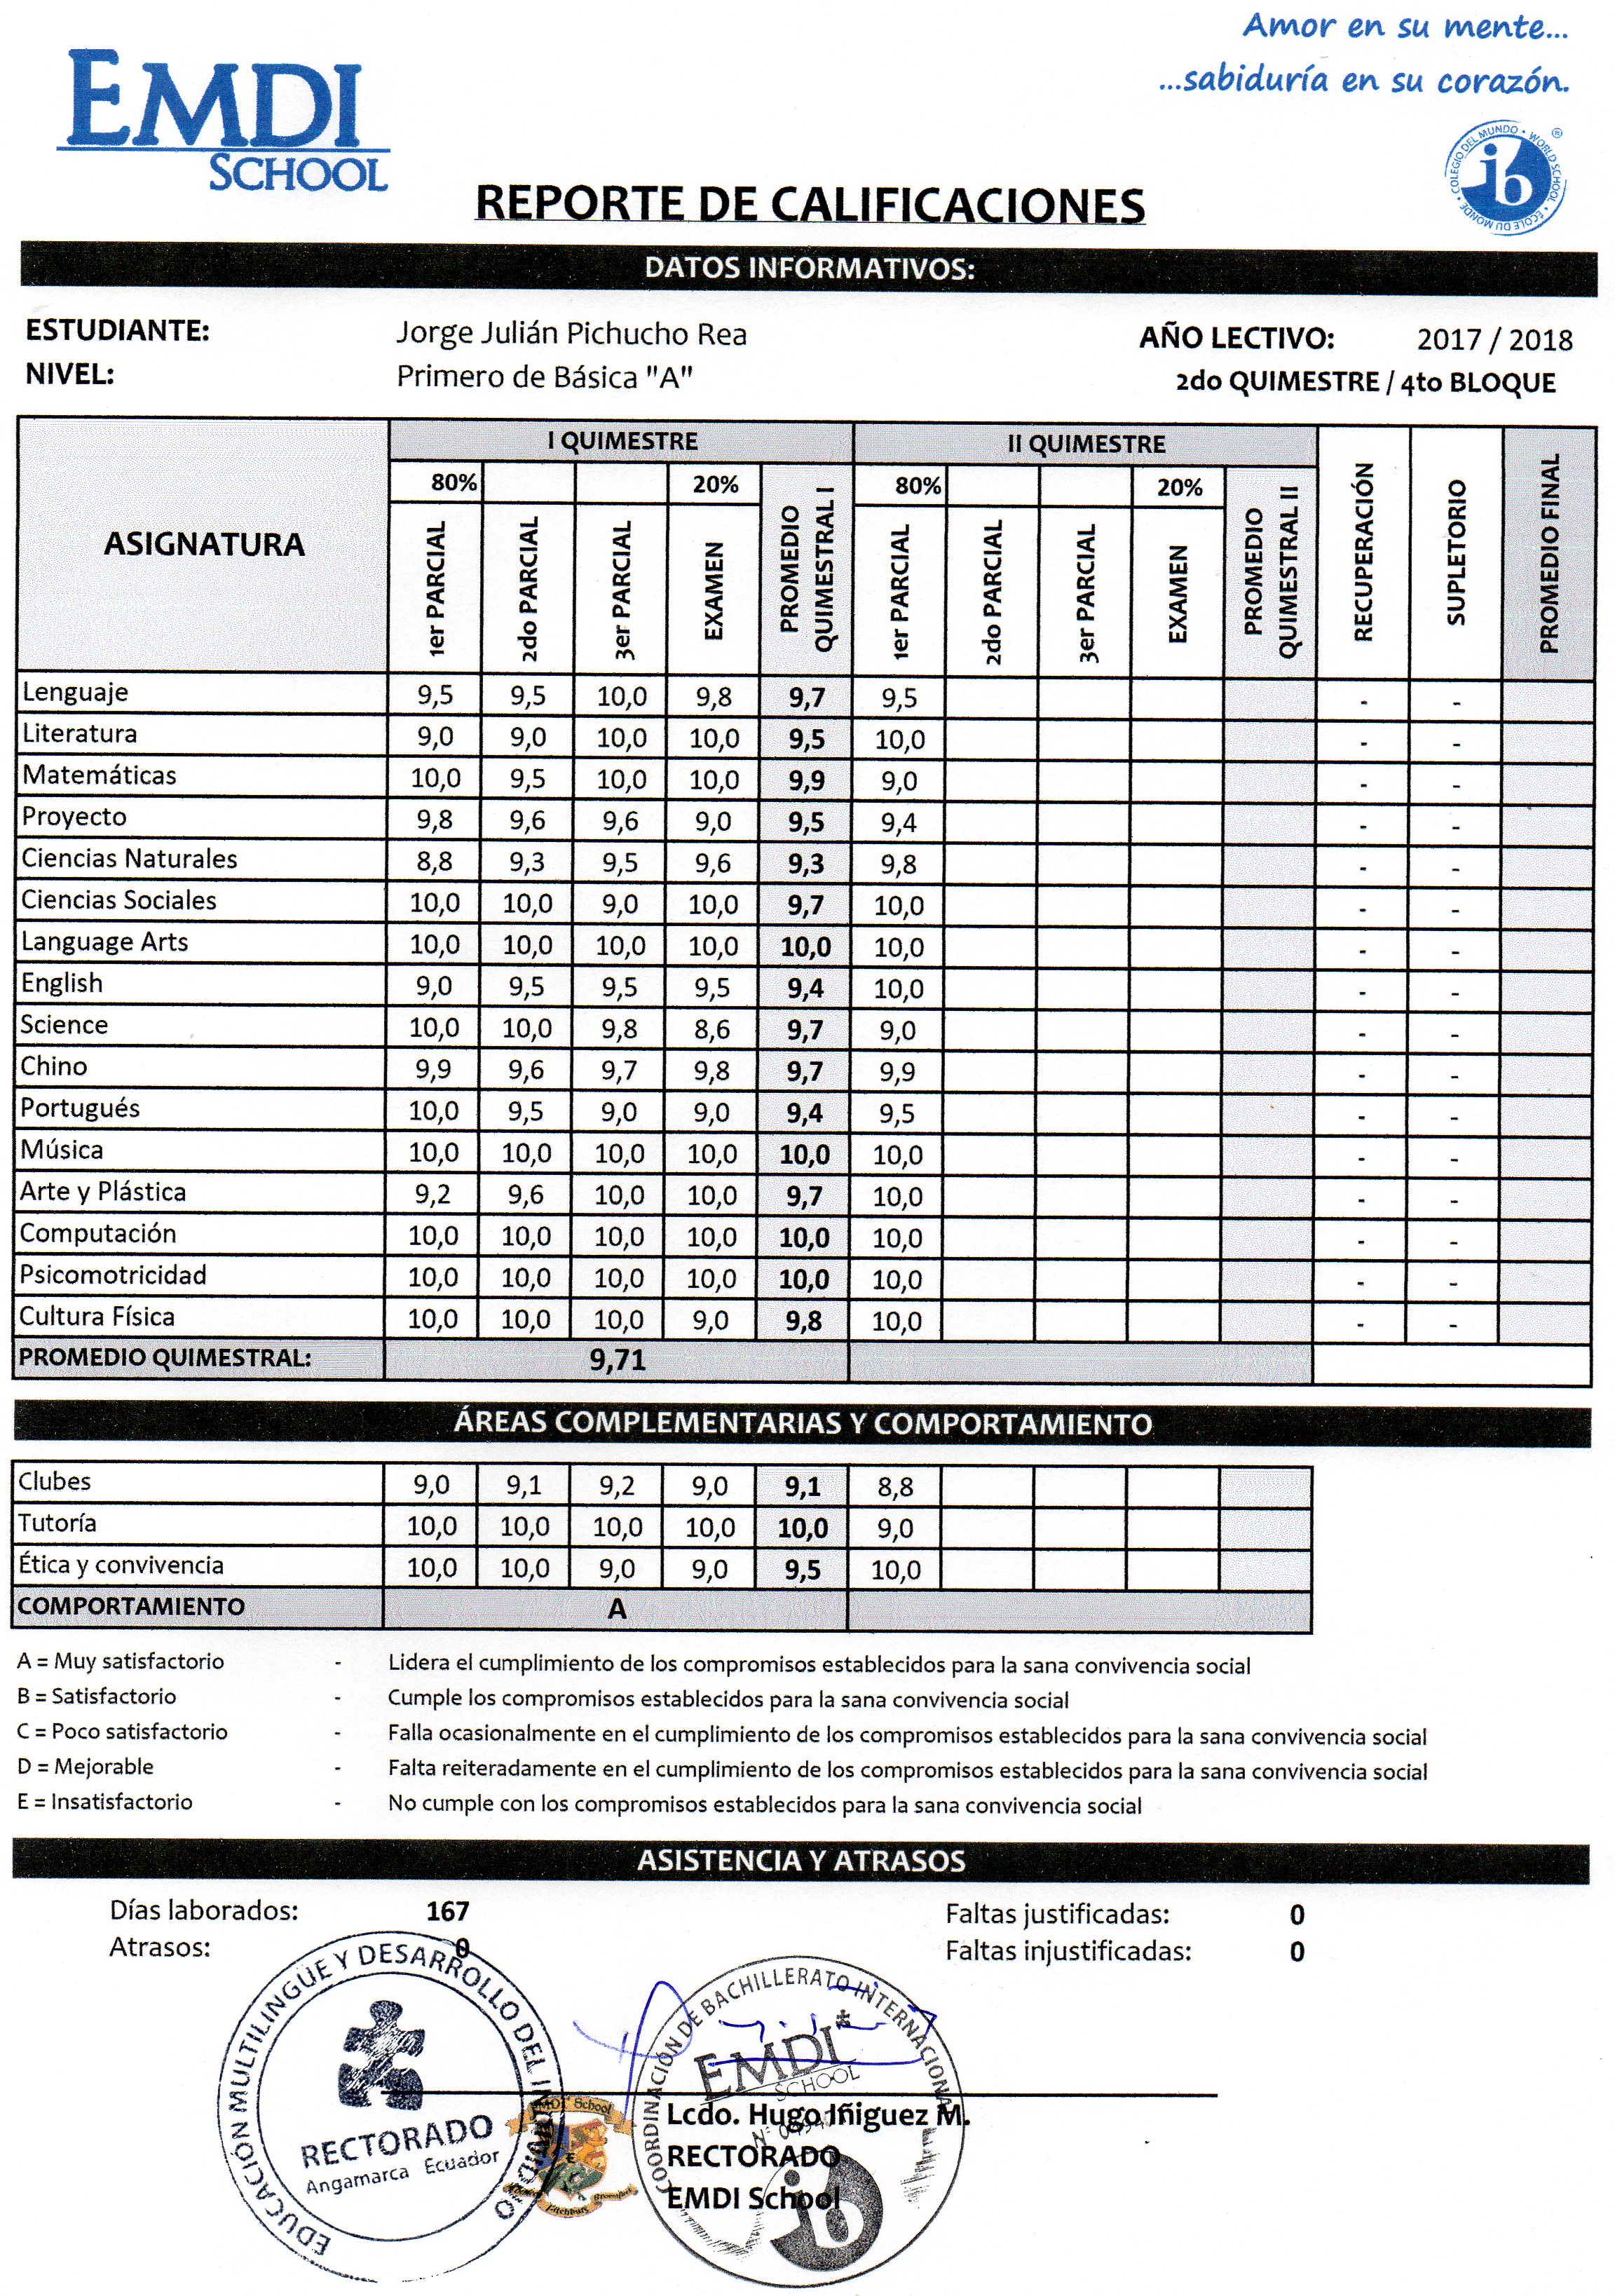 Amor en su mente...
...sabiduría en su corazón.
EMDI
SCHOOL
COLEGIO DEL MUNDO • WORLD SCHOOL • ECOLE DU MONDE •
ib
®
REPORTE DE CALIFICACIONES
DATOS INFORMATIVOS:
ESTUDIANTE: Jorge Julián Pichucho Rea AÑO LECTIVO: 2017 / 2018
NIVEL: Primero de Básica "A" 2do QUIMESTRE / 4to BLOQUE
ASIGNATURA I QUIMESTRE II QUIMESTRE RECUPERACIÓN SUPLETORIO PROMEDIO FINAL
80% 20% 80% 20%
1er PARCIAL 2do PARCIAL 3er PARCIAL EXAMEN PROMEDIO QUIMESTRAL I 1er PARCIAL 2do PARCIAL 3er PARCIAL EXAMEN PROMEDIO QUIMESTRAL II
Lenguaje 9,5 9,5 10,0 9,8 9,7 9,5 - -
Literatura 9,0 9,0 10,0 10,0 9,5 10,0 - -
Matemáticas 10,0 9,5 10,0 10,0 9,9 9,0 - -
Proyecto 9,8 9,6 9,6 9,0 9,5 9,4 - -
Ciencias Naturales 8,8 9,3 9,5 9,6 9,3 9,8 - -
Ciencias Sociales 10,0 10,0 9,0 10,0 9,7 10,0 - -
Language Arts 10,0 10,0 10,0 10,0 10,0 10,0 - -
English 9,0 9,5 9,5 9,5 9,4 10,0 - -
Science 10,0 10,0 9,8 8,6 9,7 9,0 - -
Chino 9,9 9,6 9,7 9,8 9,7 9,9 - -
Portugués 10,0 9,5 9,0 9,0 9,4 9,5 - -
Música 10,0 10,0 10,0 10,0 10,0 10,0 - -
Arte y Plástica 9,2 9,6 10,0 10,0 9,7 10,0 - -
Computación 10,0 10,0 10,0 10,0 10,0 10,0 - -
Psicomotricidad 10,0 10,0 10,0 10,0 10,0 10,0 - -
Cultura Física 10,0 10,0 10,0 9,0 9,8 10,0 - -
PROMEDIO QUIMESTRAL: 9,71
ÁREAS COMPLEMENTARIAS Y COMPORTAMIENTO
Clubes 9,0 9,1 9,2 9,0 9,1 8,8
Tutoría 10,0 10,0 10,0 10,0 10,0 9,0
Ética y convivencia 10,0 10,0 9,0 9,0 9,5 10,0
COMPORTAMIENTO A
A = Muy satisfactorio - Lidera el cumplimiento de los compromisos establecidos para la sana convivencia social
B = Satisfactorio - Cumple los compromisos establecidos para la sana convivencia social
C = Poco satisfactorio - Falla ocasionalmente en el cumplimiento de los compromisos establecidos para la sana convivencia social
D = Mejorable - Falta reiteradamente en el cumplimiento de los compromisos establecidos para la sana convivencia social
E = Insatisfactorio - No cumple con los compromisos establecidos para la sana convivencia social
ASISTENCIA Y ATRASOS
Días laborados: 167 Faltas justificadas: 0
Atrasos: 0 Faltas injustificadas: 0
EDUCACIÓN MULTILINGÜE Y DESARROLLO DEL
RECTORADO
Angamarca Ecuador
EMDI School
COORDINACIÓN DE BACHILLERATO INTERNACIONAL
EMDI
SCHOOL
Lcdo. Hugo Iñiguez M.
RECTORADO
EMDI School
ib